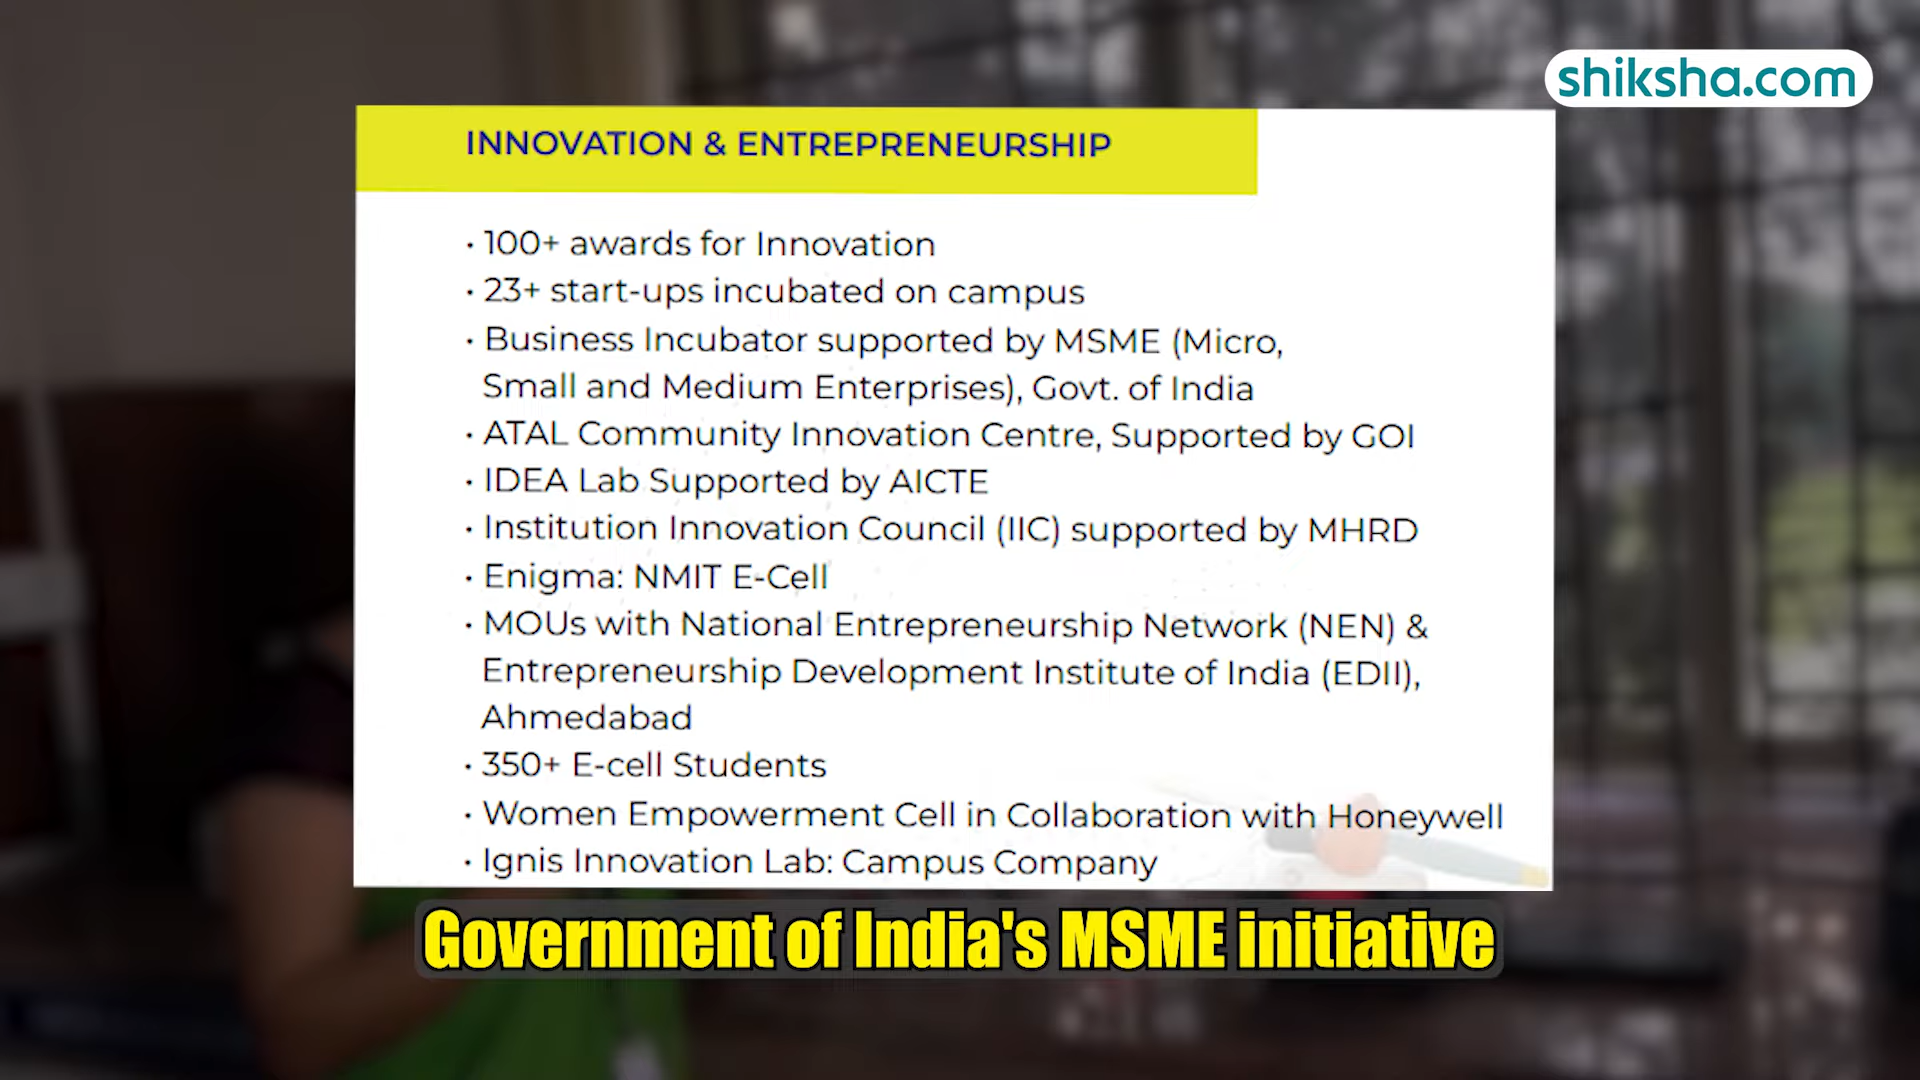 shiksha.com
INNOVATION & ENTREPRENEURSHIP
• 100+ awards for Innovation
• 23+ start-ups incubated on campus
• Business Incubator supported by MSME (Micro,
Small and Medium Enterprises), Govt. of India
• ATAL Community Innovation Centre, Supported by GOI
• IDEA Lab Supported by AICTE
• Institution Innovation Council (IIC) supported by MHRD
• Enigma: NMIT E-Cell
• MOUs with National Entrepreneurship Network (NEN) &
Entrepreneurship Development Institute of India (EDII),
Ahmedabad
• 350+ E-cell Students
• Women Empowerment Cell in Collaboration with Honeywell
• Ignis Innovation Lab: Campus Company
Government of India's MSME initiative